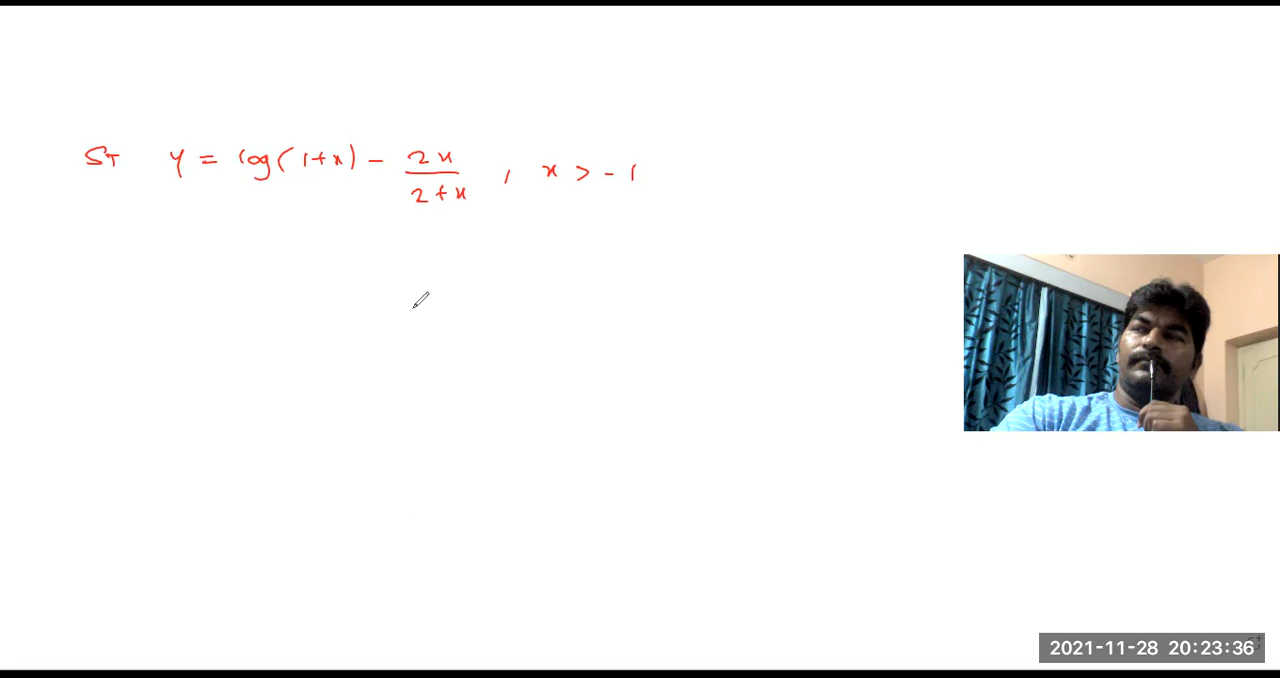 ST y = log(1+x) - 2x/2+x , x > -1
2021-11-28 20:23:36